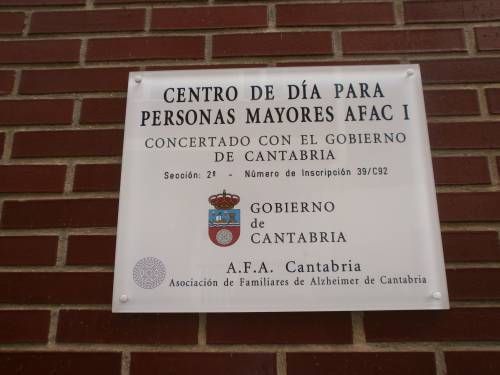 CENTRO DE DÍA PARA
PERSONAS MAYORES AFAC I
CONCERTADO CON EL GOBIERNO
DE CANTABRIA
Sección: 2ª - Número de Inscripción 39/C92
GOBIERNO
de
CANTABRIA
A.F.A. Cantabria
Asociación de Familiares de Alzheimer de Cantabria